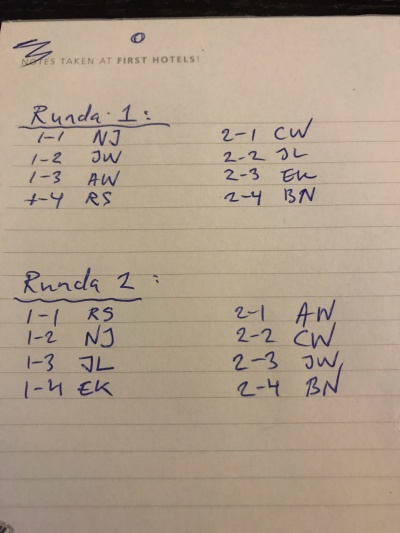 NOTES TAKEN AT FIRST HOTELS!
Runda 1:
1-1 NJ 2-1 CW
1-2 JW 2-2 JL
1-3 AW 2-3 EK
1-4 RS 2-4 BN
Runda 2:
1-1 RS 2-1 AW
1-2 NJ 2-2 CW
1-3 JL 2-3 JW
1-4 EK 2-4 BN